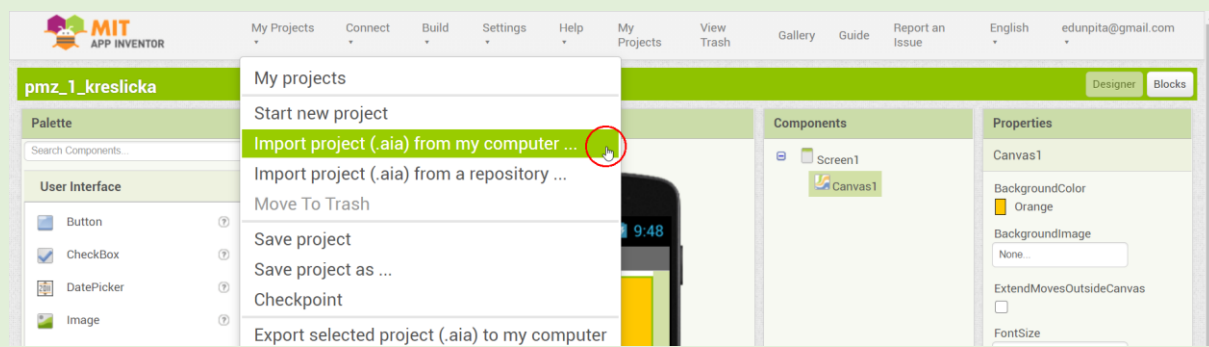 MIT
APP INVENTOR
My Projects
Connect
Build
Settings
Help
My
Projects
View
Trash
Gallery
Guide
Report an
Issue
English
edunpita@gmail.com
pmz_1_kreslicka
Designer
Blocks
My projects
Start new project
Import project (.aia) from my computer ...
Import project (.aia) from a repository ...
Move To Trash
Save project
Save project as ...
Checkpoint
Export selected project (.aia) to my computer
Palette
Search Components...
User Interface
Button
CheckBox
DatePicker
Image
9:48
Components
Screen1
Canvas1
Properties
Canvas1
BackgroundColor
Orange
BackgroundImage
None...
ExtendMovesOutsideCanvas
FontSize